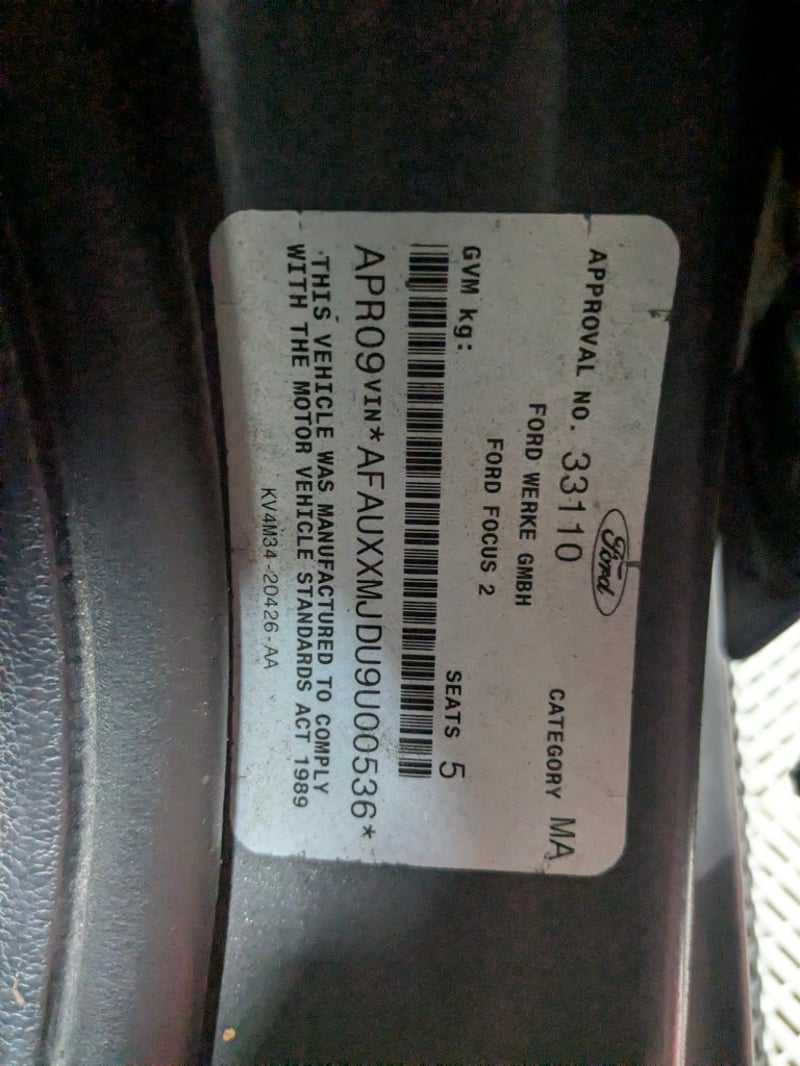 Ford
APPROVAL NO. 33110 CATEGORY MA
FORD WERKE GMBH
FORD FOCUS 2
GVM kg: SEATS 5
APR09 VIN*AFAUXXMJDU9U00536*
THIS VEHICLE WAS MANUFACTURED TO COMPLY
WITH THE MOTOR VEHICLE STANDARDS ACT 1989
KV4M34-20426-AA